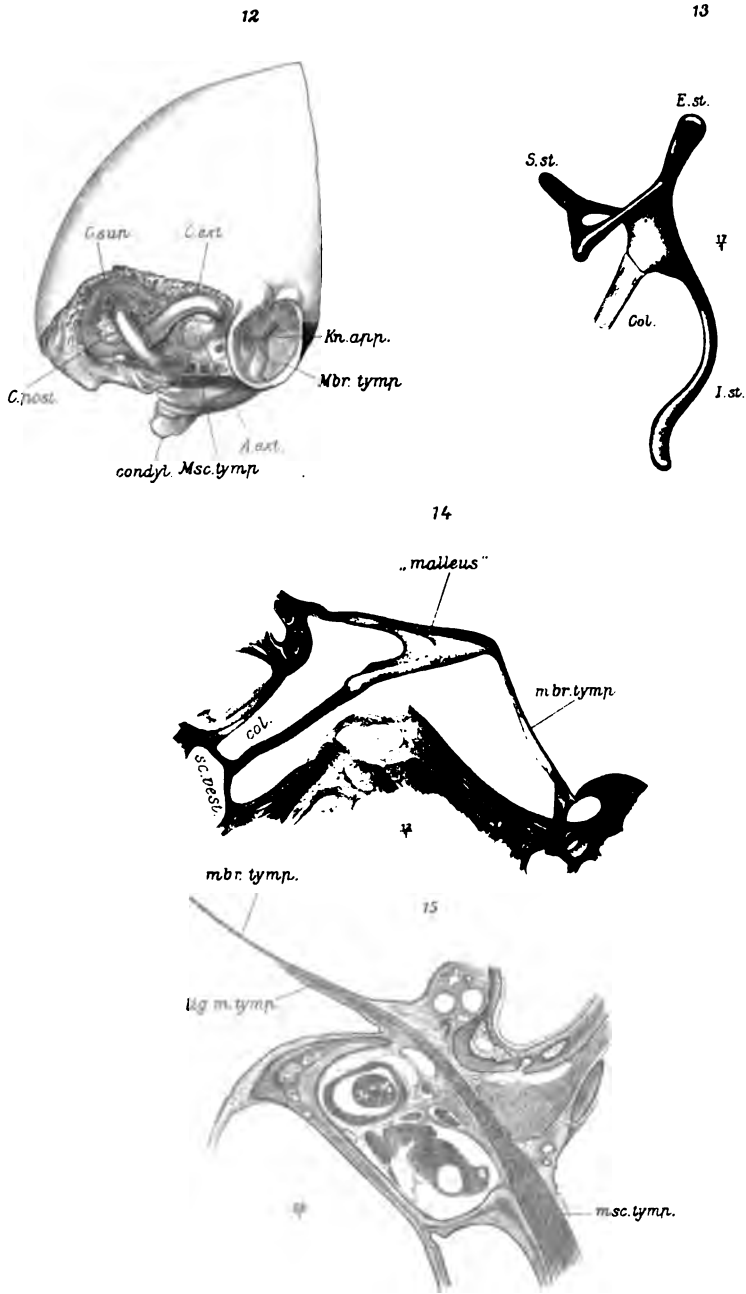 12
13
E.st.
S.st.
C.sup.
C.ext
Kn.app.
Mbr. tymp
C.post.
A.ext.
condyl. Msc.tymp
Col.
I.st.
14
„malleus"
mbr.tymp
col.
sc.vest
mbr. tymp.
15
lig m.tymp
msc.tymp.